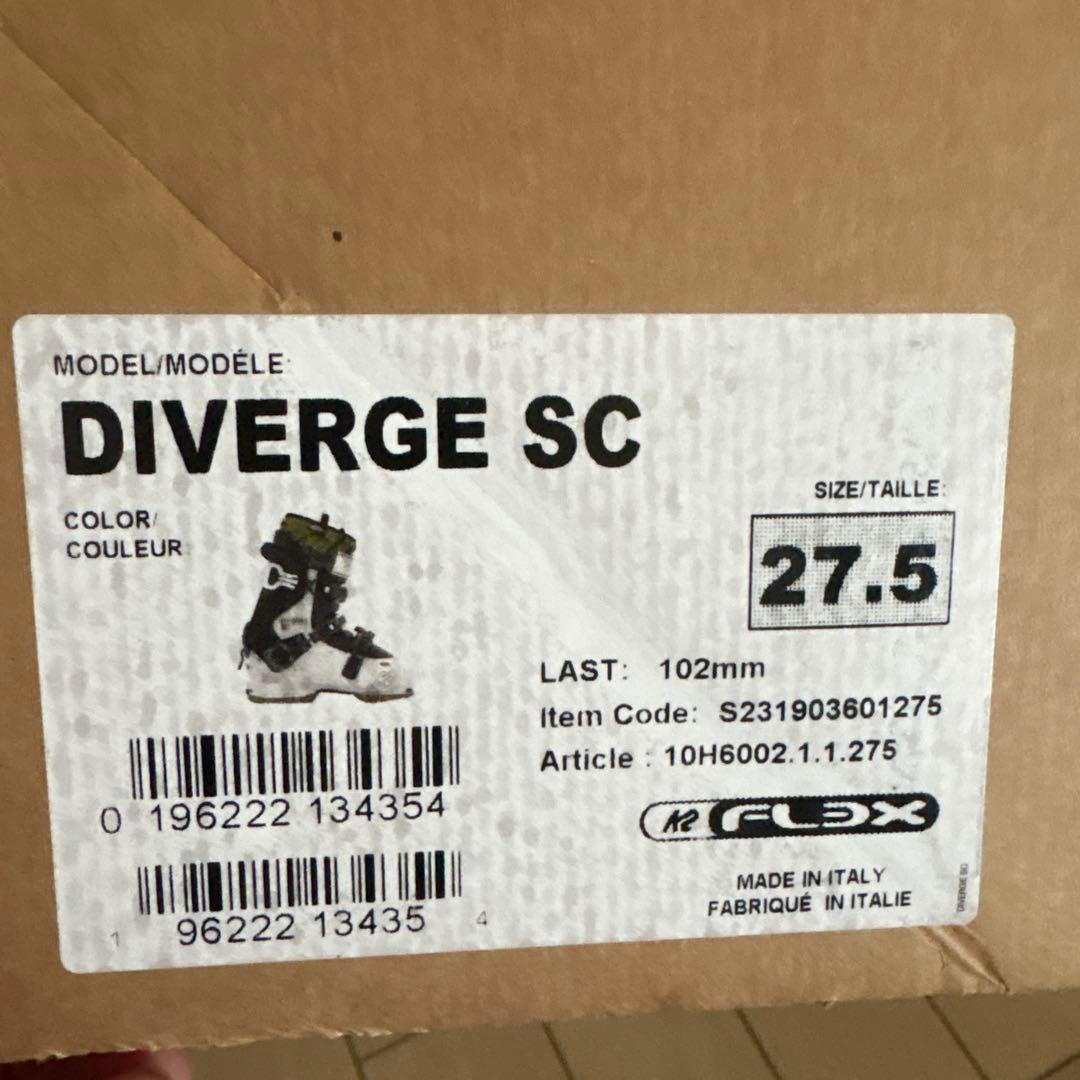 MODEL/MODÉLE:
DIVERGE SC
COLOR/
COULEUR
SIZE/TAILLE:
27.5
LAST: 102mm
Item Code: S231903601275
Article : 10H6002.1.1.275
K2 FL3X
MADE IN ITALY
FABRIQUÉ IN ITALIE
DIVERGE SC
0 196222 134354
1 96222 13435 4